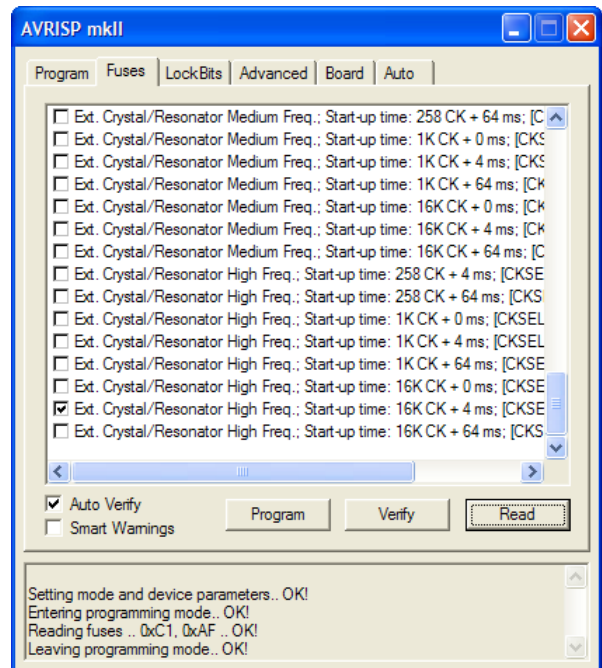 AVRISP mkII
Program Fuses LockBits Advanced Board Auto
Ext. Crystal/Resonator Medium Freq.; Start-up time: 258 CK + 64 ms; [C
Ext. Crystal/Resonator Medium Freq.; Start-up time: 1K CK + 0 ms; [CKS
Ext. Crystal/Resonator Medium Freq.; Start-up time: 1K CK + 4 ms; [CKS
Ext. Crystal/Resonator Medium Freq.; Start-up time: 1K CK + 64 ms; [CK
Ext. Crystal/Resonator Medium Freq.; Start-up time: 16K CK + 0 ms; [CK
Ext. Crystal/Resonator Medium Freq.; Start-up time: 16K CK + 4 ms; [CK
Ext. Crystal/Resonator Medium Freq.; Start-up time: 16K CK + 64 ms; [C
Ext. Crystal/Resonator High Freq.; Start-up time: 258 CK + 4 ms; [CKSE
Ext. Crystal/Resonator High Freq.; Start-up time: 258 CK + 64 ms; [CKS
Ext. Crystal/Resonator High Freq.; Start-up time: 1K CK + 0 ms; [CKSEL
Ext. Crystal/Resonator High Freq.; Start-up time: 1K CK + 4 ms; [CKSEL
Ext. Crystal/Resonator High Freq.; Start-up time: 1K CK + 64 ms; [CKSE
Ext. Crystal/Resonator High Freq.; Start-up time: 16K CK + 0 ms; [CKSE
Ext. Crystal/Resonator High Freq.; Start-up time: 16K CK + 4 ms; [CKSE
Ext. Crystal/Resonator High Freq.; Start-up time: 16K CK + 64 ms; [CKS
Auto Verify
Smart Warnings
Program Verify Read
Setting mode and device parameters.. OK!
Entering programming mode.. OK!
Reading fuses .. 0xC1, 0xAF .. OK!
Leaving programming mode.. OK!